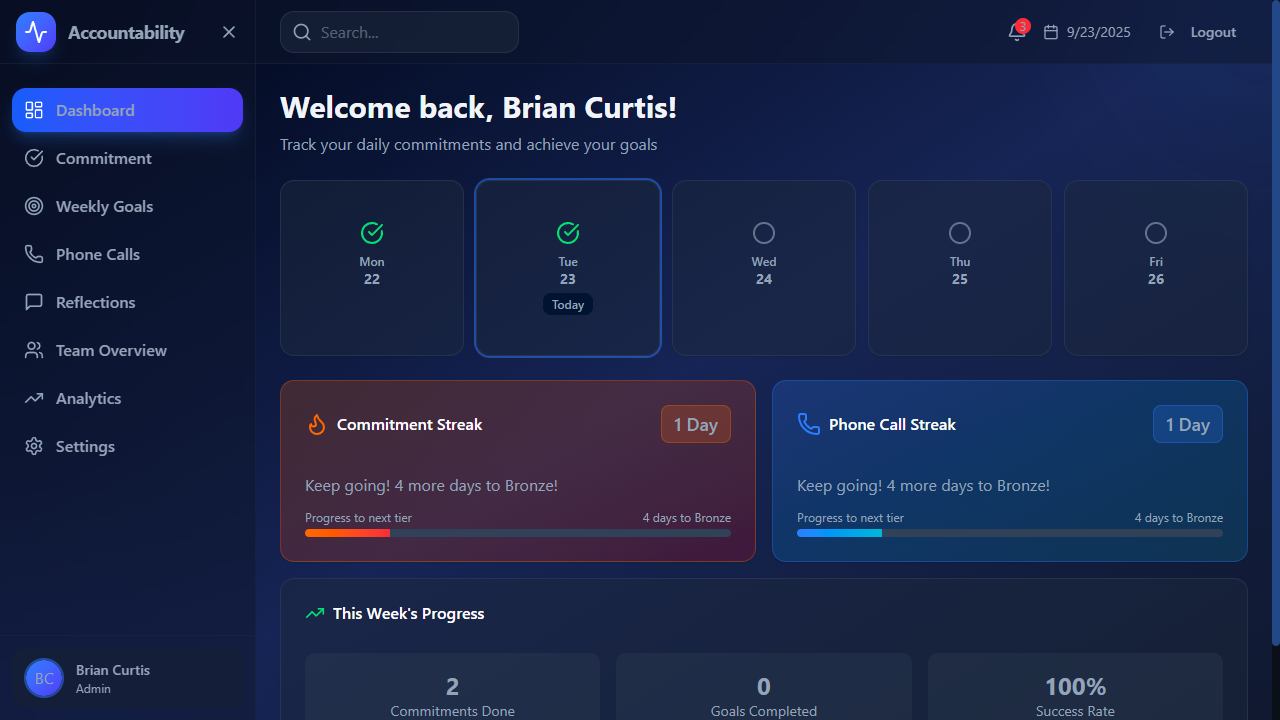 Accountability
Search...
3
9/23/2025
Logout
Dashboard
Commitment
Weekly Goals
Phone Calls
Reflections
Team Overview
Analytics
Settings
BC
Brian Curtis
Admin
Welcome back, Brian Curtis!
Track your daily commitments and achieve your goals
Mon
22
Tue
23
Today
Wed
24
Thu
25
Fri
26
Commitment Streak
1 Day
Keep going! 4 more days to Bronze!
Progress to next tier
4 days to Bronze
Phone Call Streak
1 Day
Keep going! 4 more days to Bronze!
Progress to next tier
4 days to Bronze
This Week's Progress
2
Commitments Done
0
Goals Completed
100%
Success Rate